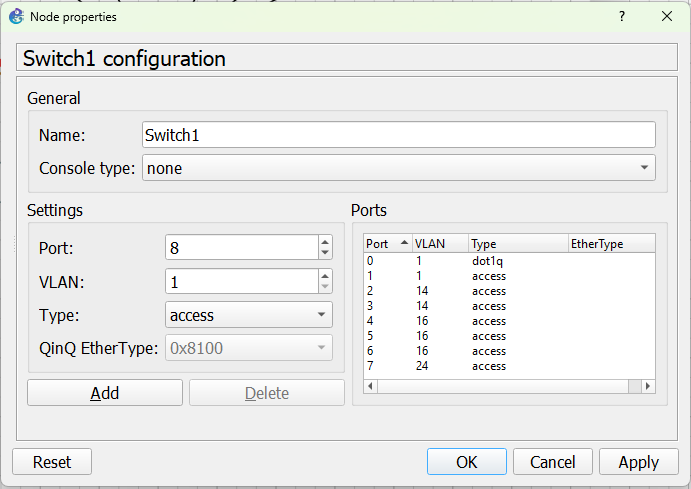 Node properties ?
Switch1 configuration
General
Name: Switch1
Console type: none
Settings
Port: 8
VLAN: 1
Type: access
QinQ EtherType: 0x8100
Add Delete
Ports
Port VLAN Type EtherType
0 1 dot1q
1 1 access
2 14 access
3 14 access
4 16 access
5 16 access
6 16 access
7 24 access
Reset OK Cancel Apply